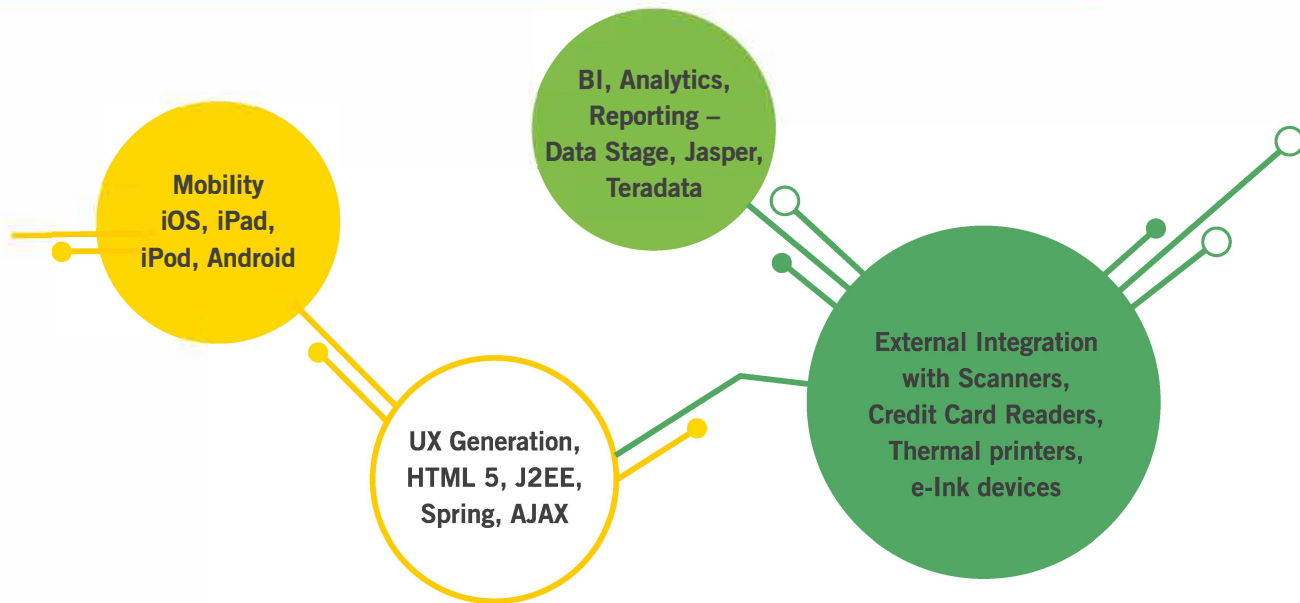 Mobility
iOS, iPad,
iPod, Android
BI, Analytics,
Reporting –
Data Stage, Jasper,
Teradata
UX Generation,
HTML 5, J2EE,
Spring, AJAX
External Integration
with Scanners,
Credit Card Readers,
Thermal printers,
e-Ink devices